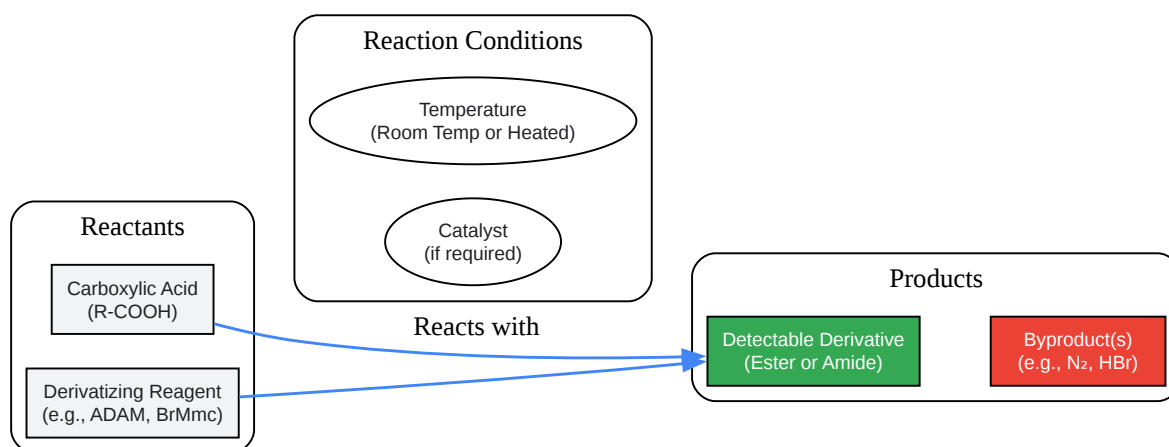 Reaction Conditions
Temperature
(Room Temp or Heated)
Catalyst
(if required)
Reactants
Carboxylic Acid
(R-COOH)
Derivatizing Reagent
(e.g., ADAM, BrMmc)
Reacts with
Products
Detectable Derivative
(Ester or Amide)
Byproduct(s)
(e.g., N₂, HBr)